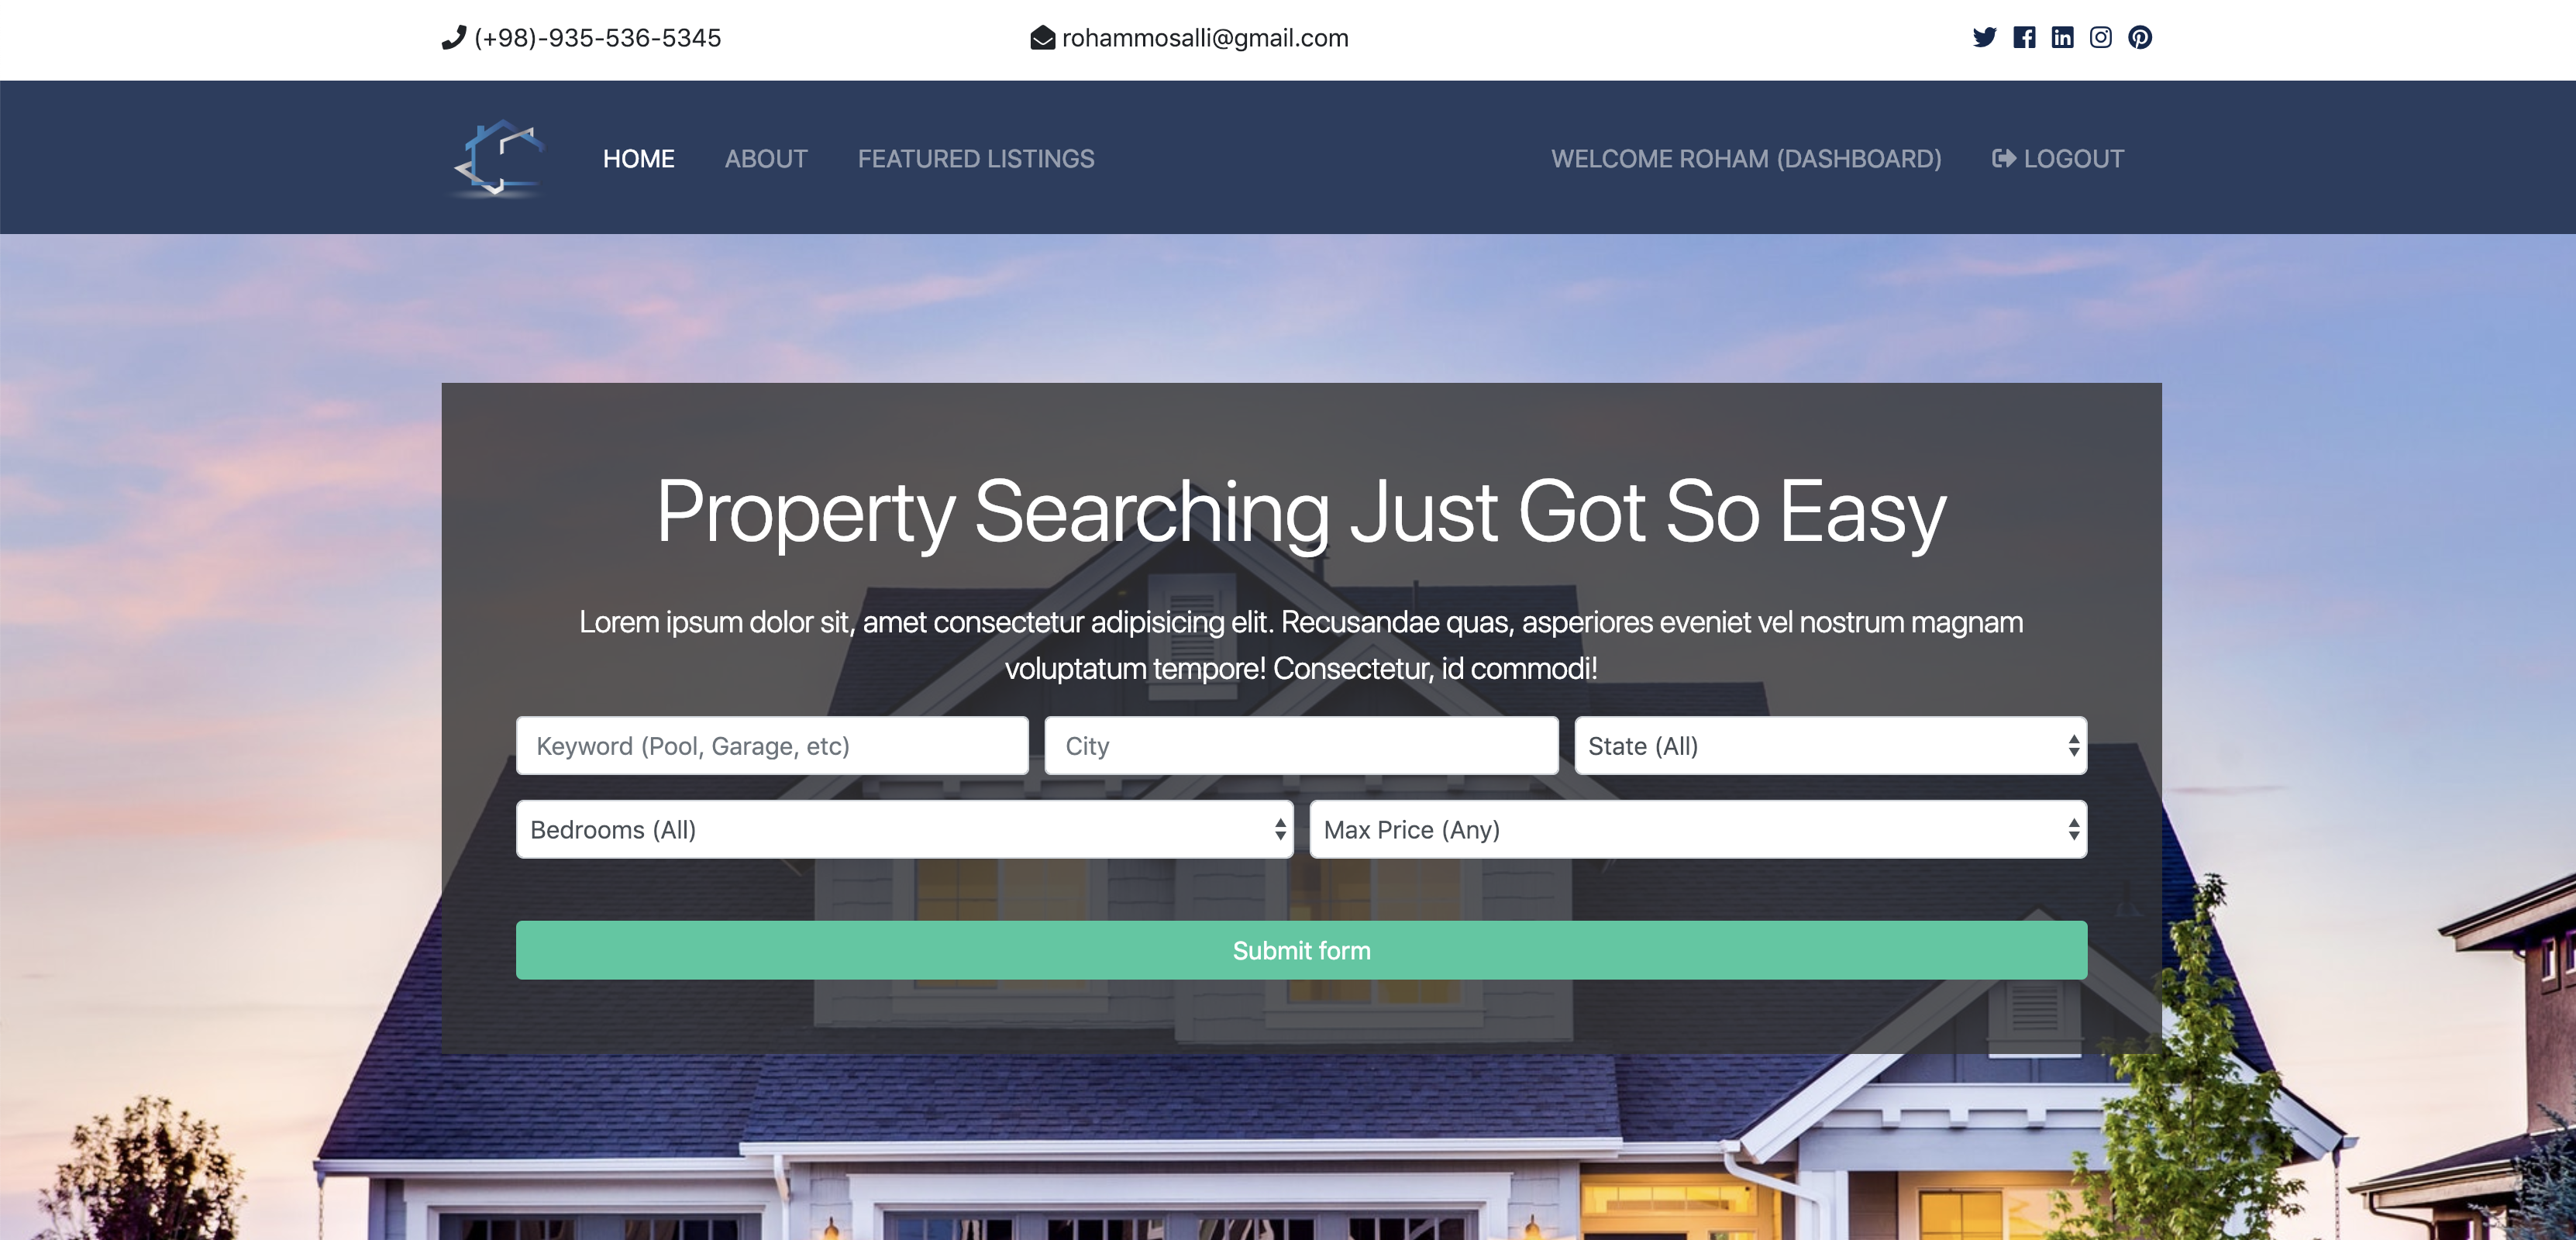 (+98)-935-536-5345
rohammosalli@gmail.com
HOME
ABOUT
FEATURED LISTINGS
WELCOME ROHAM (DASHBOARD)
LOGOUT
Property Searching Just Got So Easy
Lorem ipsum dolor sit, amet consectetur adipisicing elit. Recusandae quas, asperiores eveniet vel nostrum magnam
voluptatum tempore! Consectetur, id commodi!
Keyword (Pool, Garage, etc)
City
State (All)
Bedrooms (All)
Max Price (Any)
Submit form